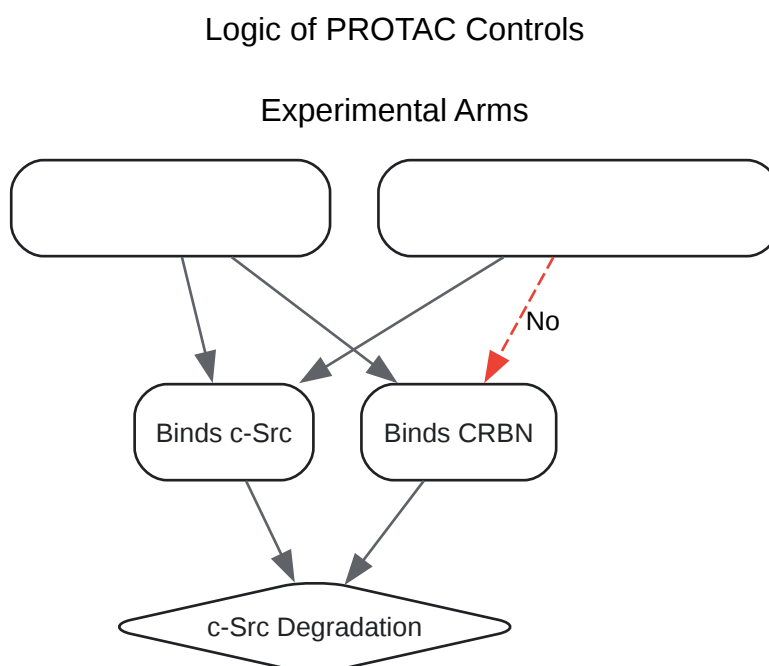 Logic of PROTAC Controls
Experimental Arms
No
Binds c-Src
Binds CRBN
c-Src Degradation